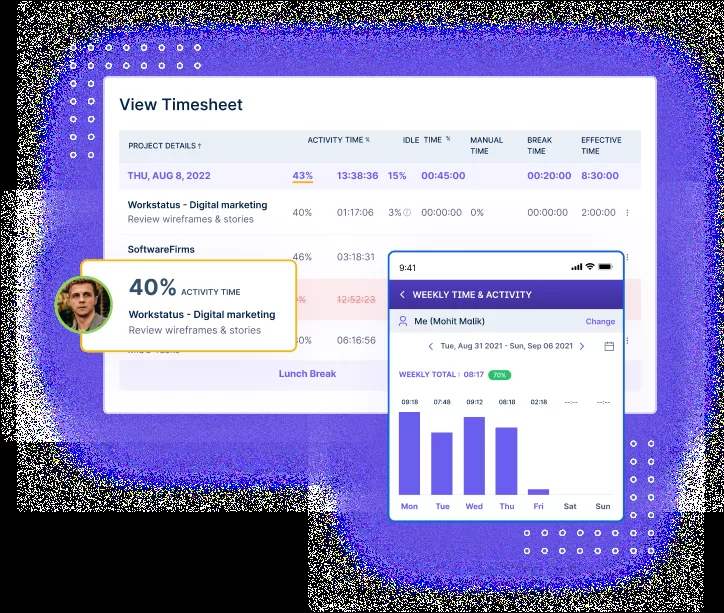 View Timesheet
PROJECT DETAILS↑ ACTIVITY TIME % IDLE TIME % MANUAL TIME BREAK TIME EFFECTIVE TIME
THU, AUG 8, 2022 43% 13:38:36 15% 00:45:00 00:20:00 8:30:00
Workstatus - Digital marketing
Review wireframes & stories
40% 01:17:06 3% 00:00:00 0% 00:00:00 2:00:00
SoftwareFirms
46% 03:18:31
40% ACTIVITY TIME
Workstatus - Digital marketing
Review wireframes & stories
12:52:23
06:16:56
Lunch Break
9:41
WEEKLY TIME & ACTIVITY
Me (Mohit Malik) Change
Tue, Aug 31 2021 - Sun, Sep 06 2021
WEEKLY TOTAL : 08:17 70%
09:18 07:48 09:12 08:18 02:18 --:-- --:--
Mon Tue Wed Thu Fri Sat Sun